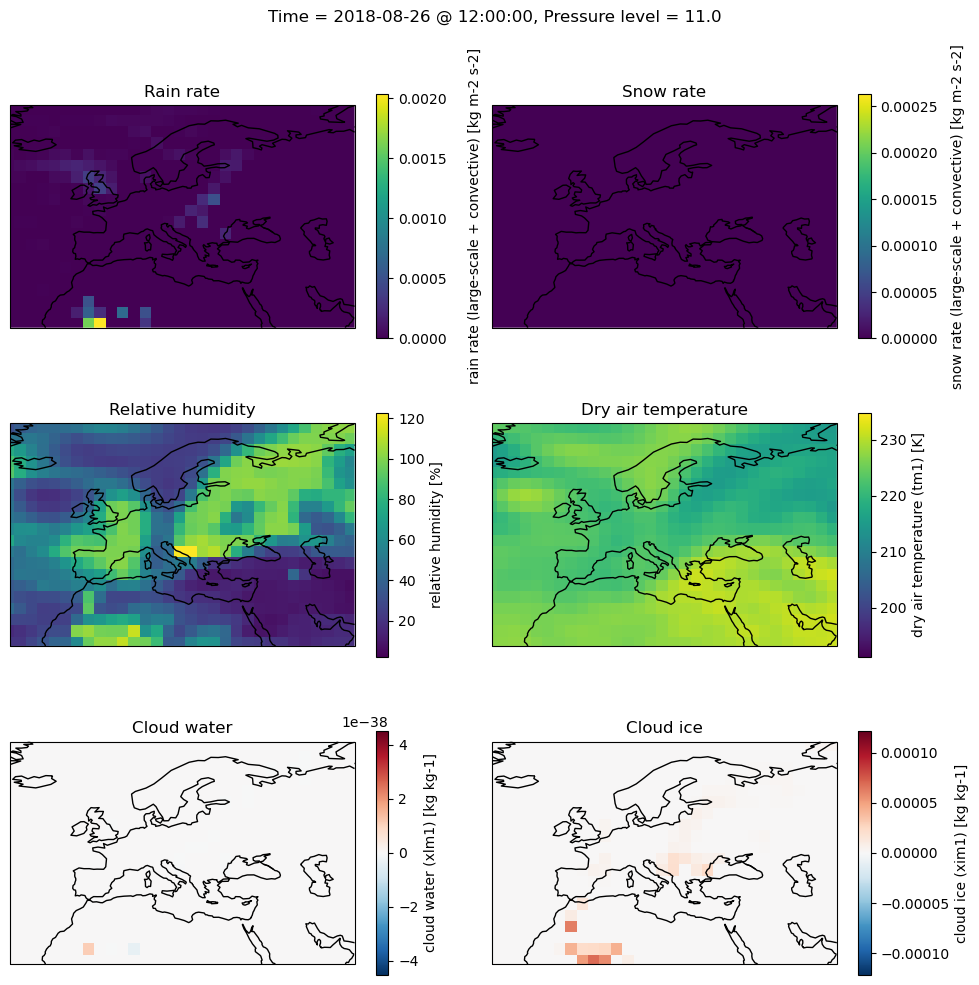 Time = 2018-08-26 @ 12:00:00, Pressure level = 11.0
Rain rate
0.0020
0.0015
0.0010
0.0005
0.0000
rain rate (large-scale + convective) [kg m-2 s-2]
Snow rate
0.00025
0.00020
0.00015
0.00010
0.00005
0.00000
snow rate (large-scale + convective) [kg m-2 s-2]
Relative humidity
120
100
80
60
40
20
relative humidity [%]
Dry air temperature
230
220
210
200
dry air temperature (tm1) [K]
Cloud water
1e−38
4
2
0
−2
−4
cloud water (xlm1) [kg kg-1]
Cloud ice
0.00010
0.00005
0.00000
−0.00005
−0.00010
cloud ice (xim1) [kg kg-1]